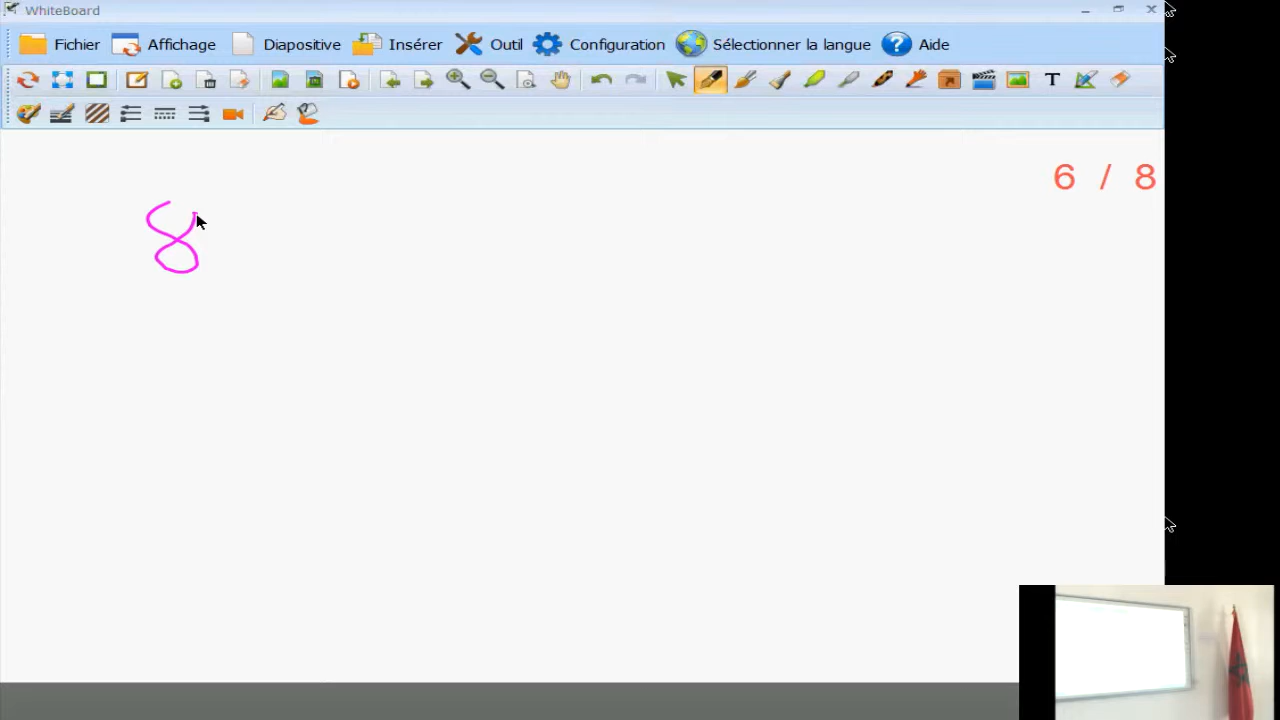 WhiteBoard
Fichier Affichage Diapositive Insérer Outil Configuration Sélectionner la langue Aide
6 / 8
8